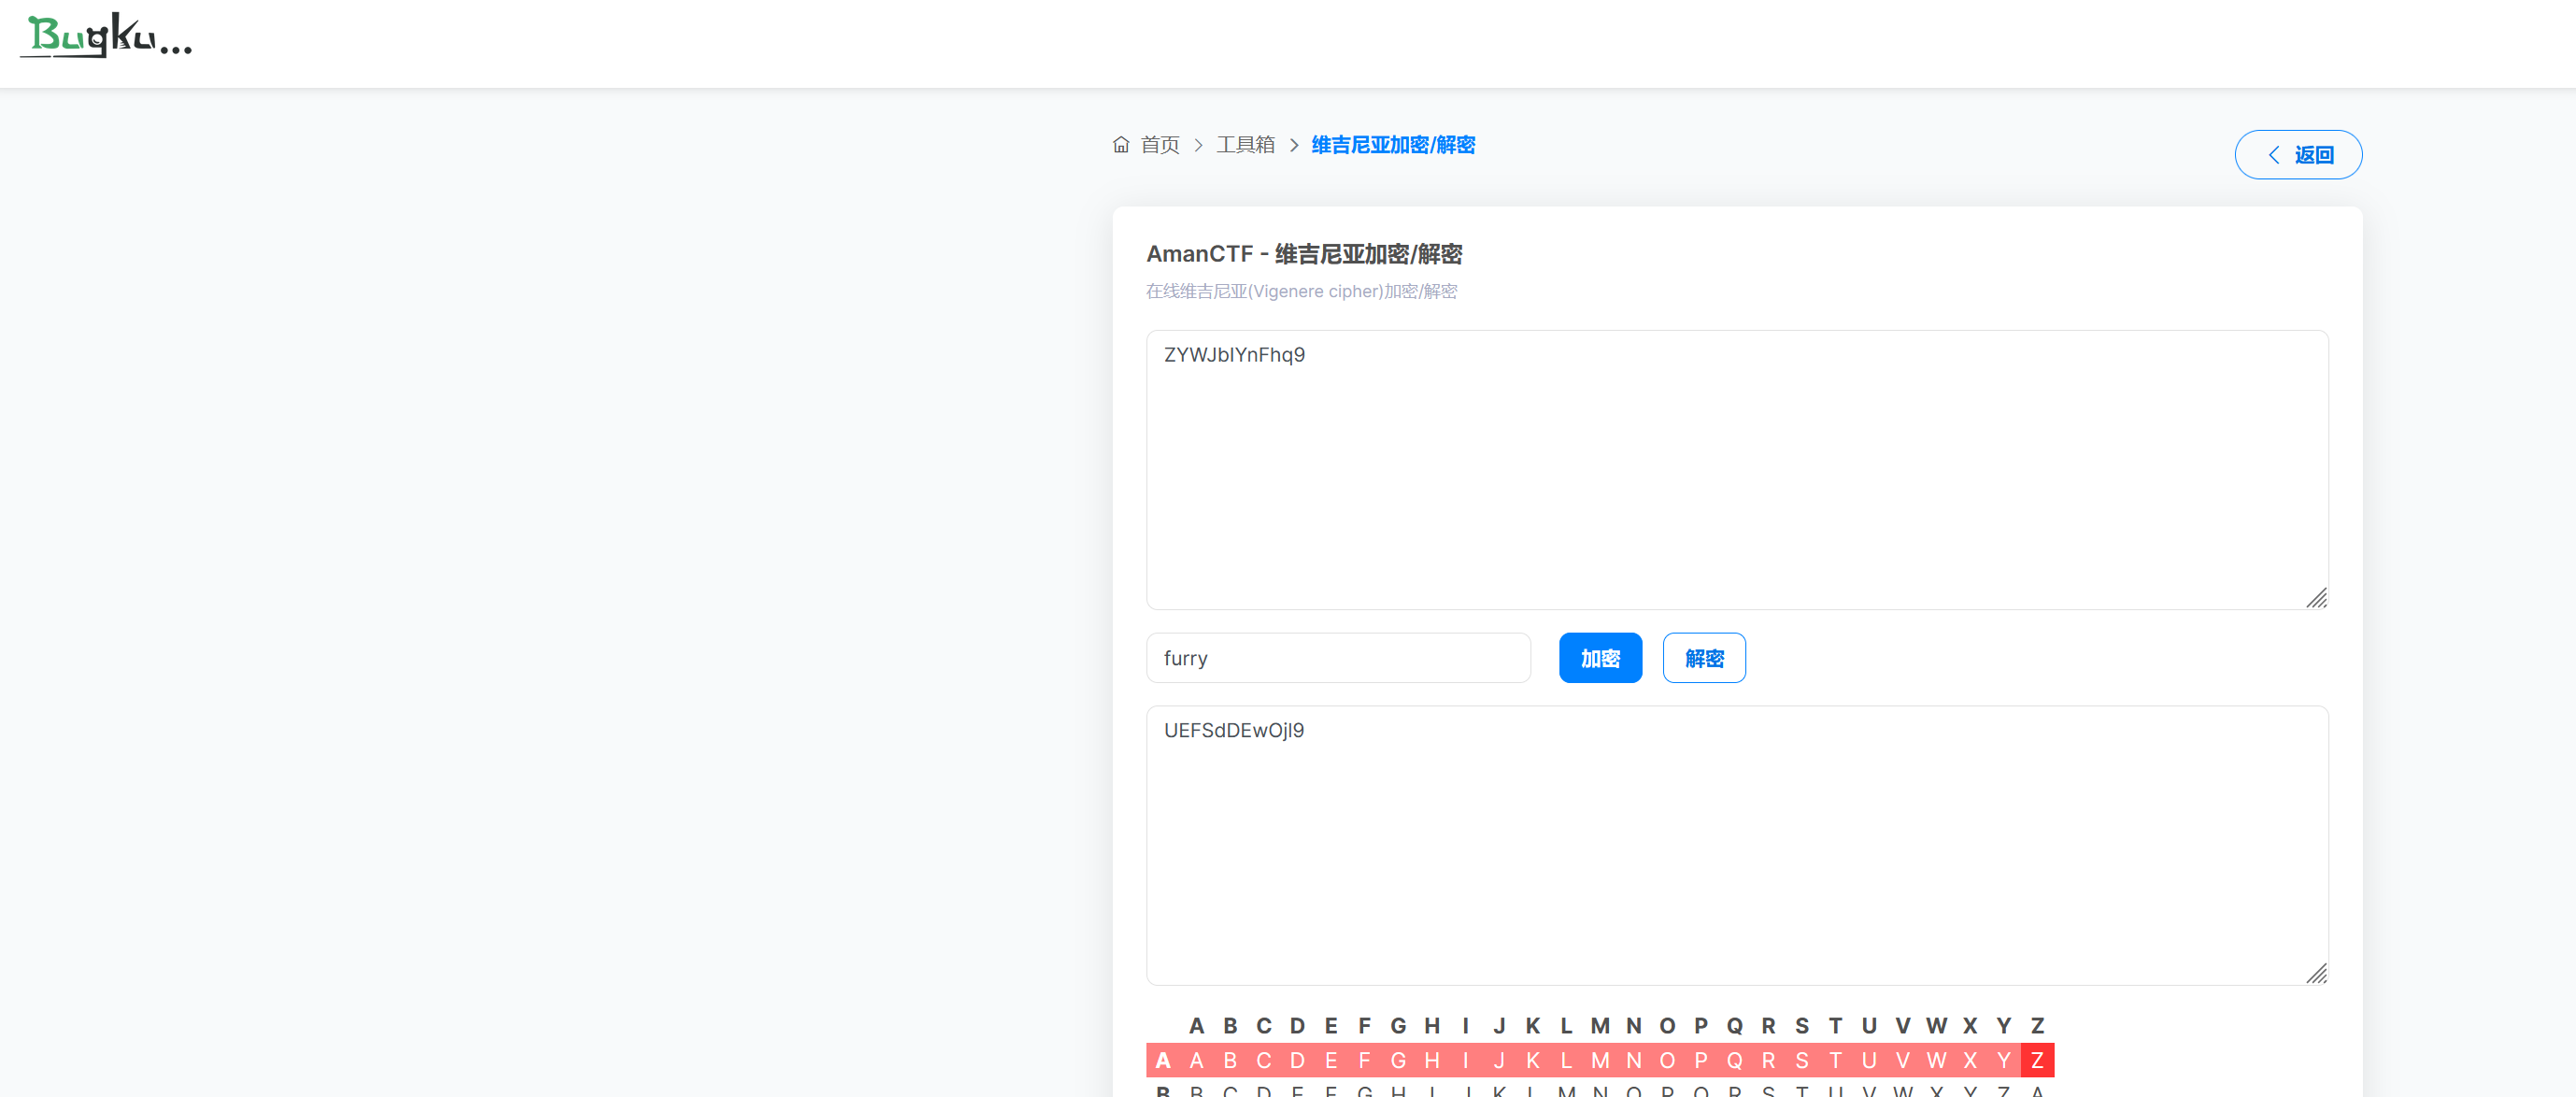 Bugku...
首页 > 工具箱 > 维吉尼亚加密/解密
返回
AmanCTF - 维吉尼亚加密/解密
在线维吉尼亚(Vigenere cipher)加密/解密
ZYWJbIYnFhq9
furry
加密 解密
UEFSdDEwOjl9
A B C D E F G H I J K L M N O P Q R S T U V W X Y Z
A A B C D E F G H I J K L M N O P Q R S T U V W X Y Z
B B C D E F G H I J K L M N O P Q R S T U V W X Y Z A